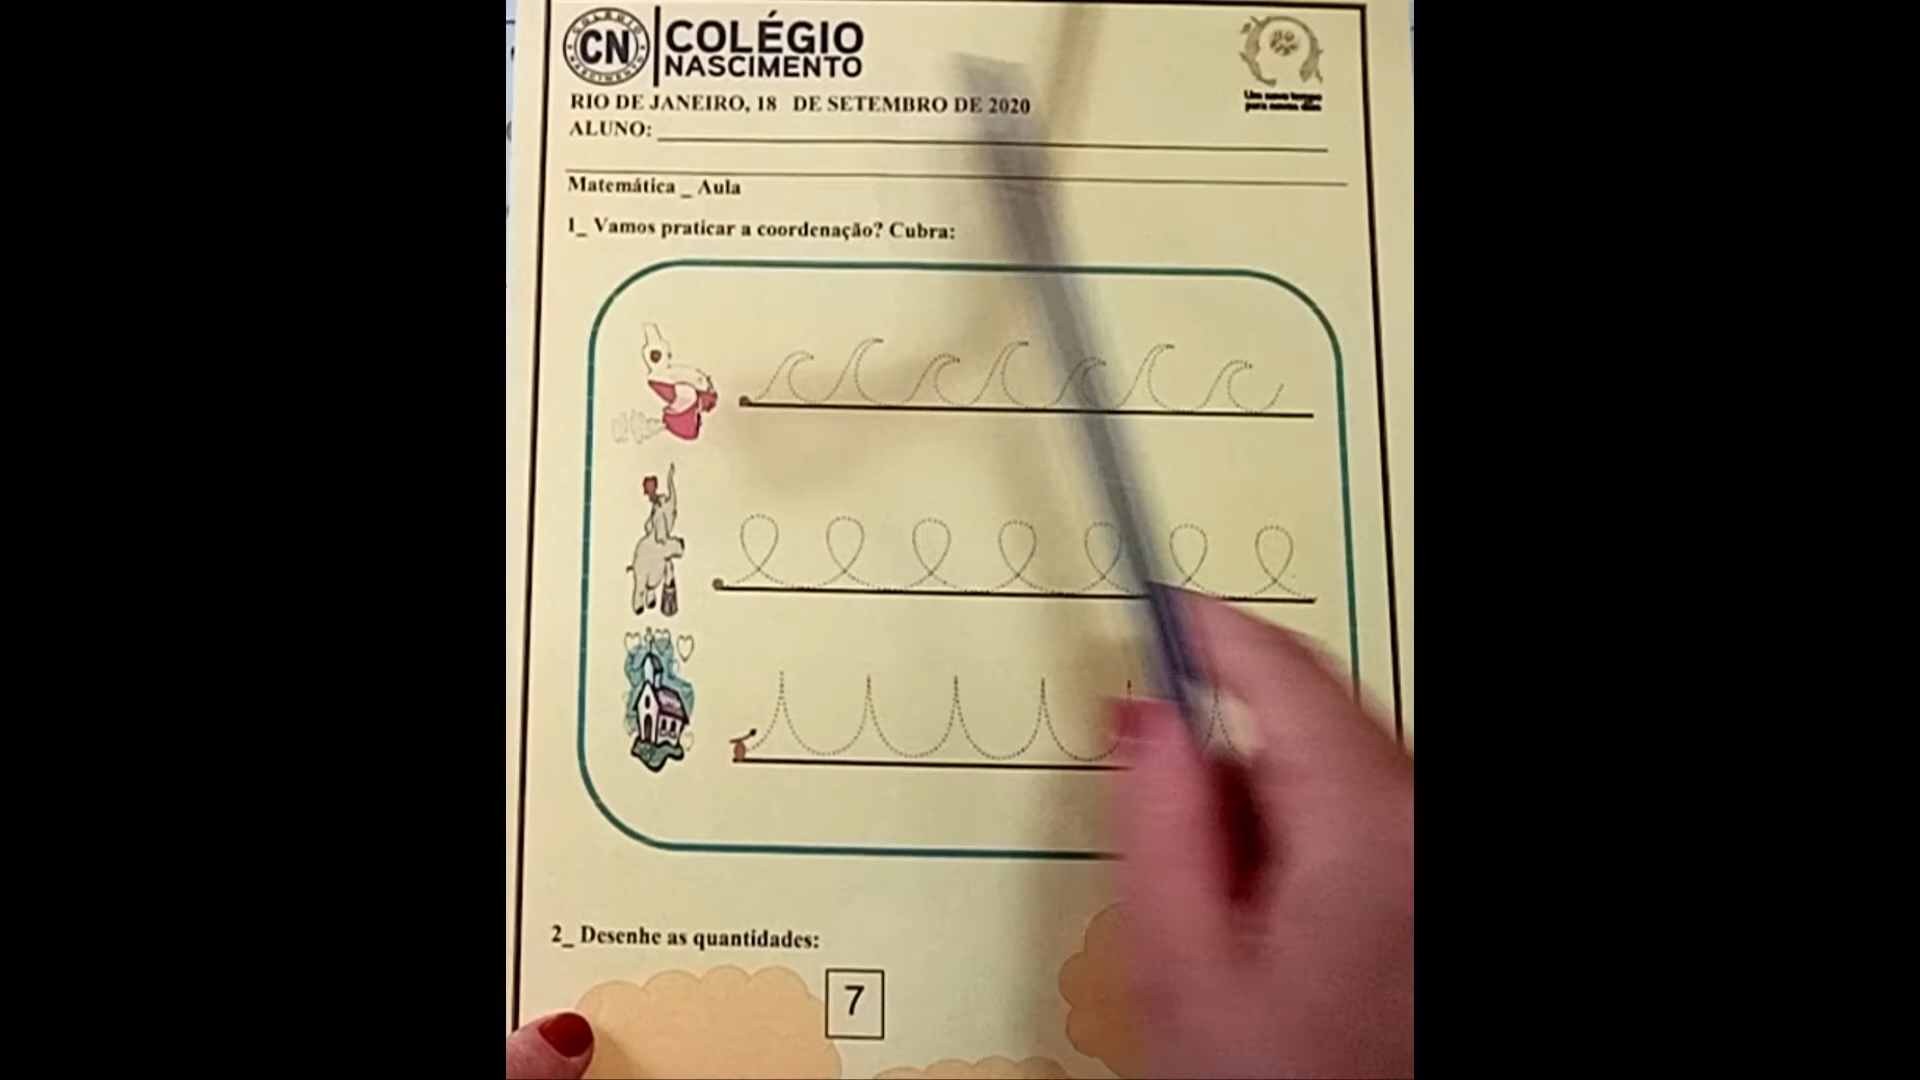 CN
COLÉGIO
NASCIMENTO
RIO DE JANEIRO, 18 DE SETEMBRO DE 2020
ALUNO:
Matemática _ Aula
1_ Vamos praticar a coordenação? Cubra:
2_ Desenhe as quantidades:
7